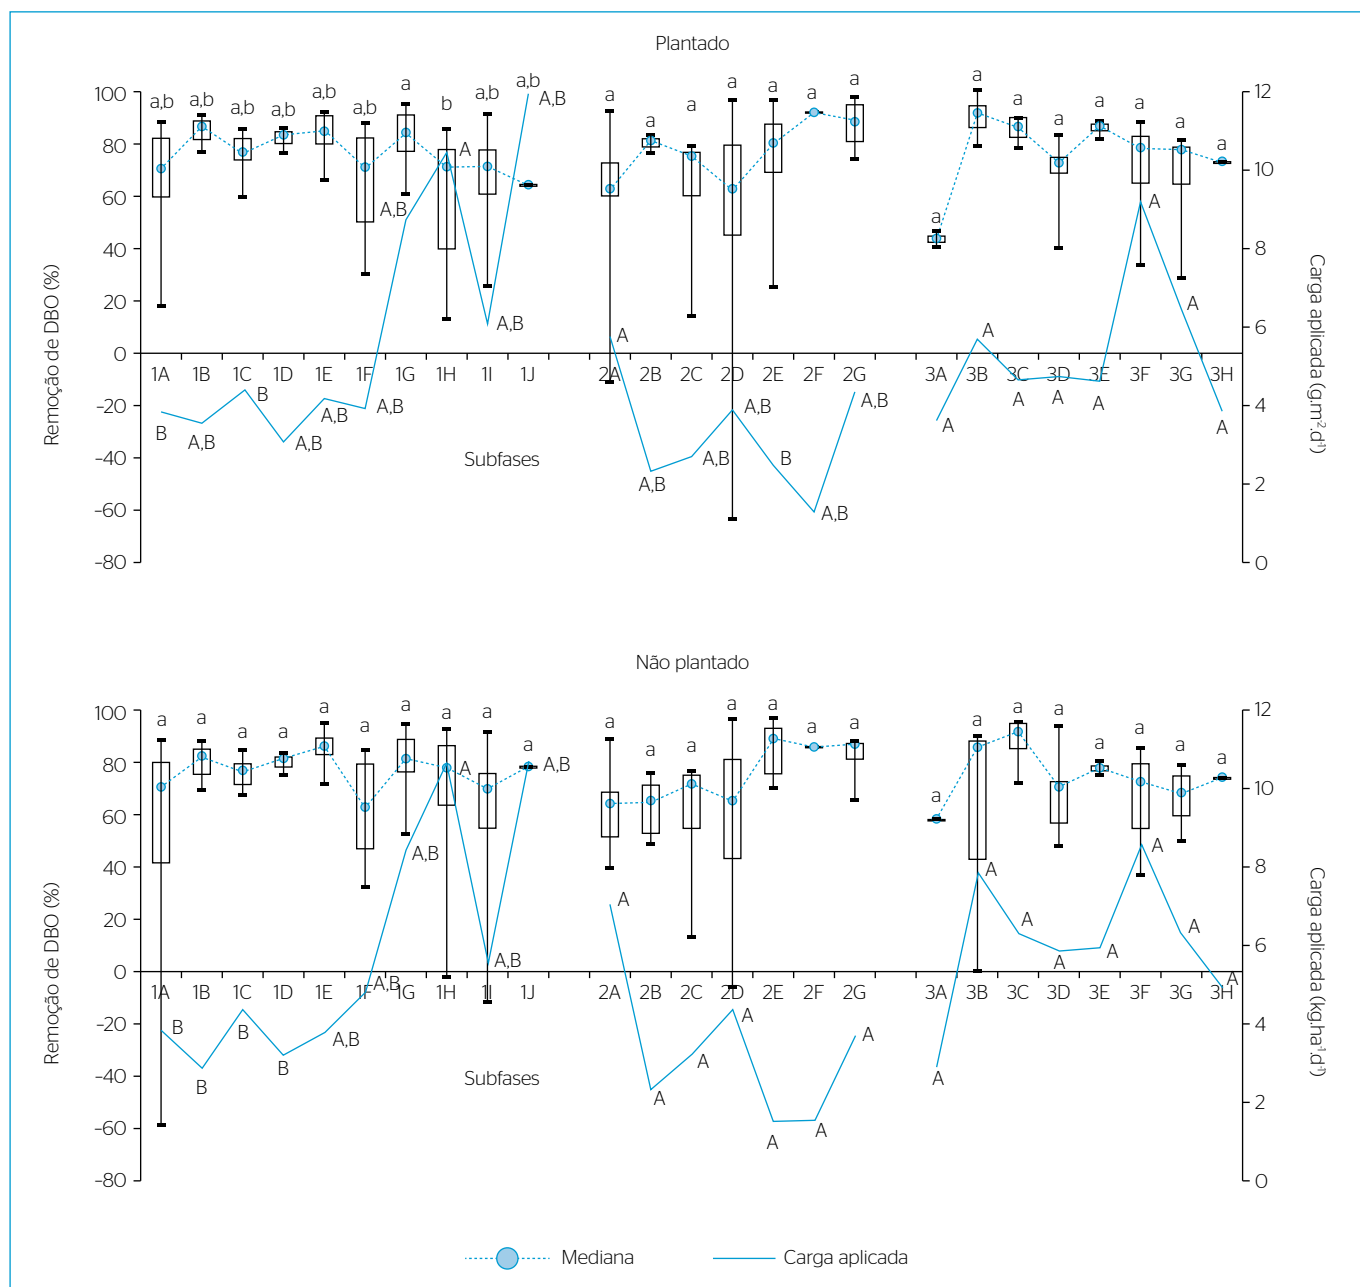 Plantado
a,b a,b a,b a,b a,b a,b a b a,b a,b a a a a a a a a a a a a a a a
100
80
60
40
20
0
-20
-40
-60
-80
Remoção de DBO (%)
12
10
8
6
4
2
0
Carga aplicada (g.m-2.d-1)
1A 1B 1C 1D 1E 1F 1G 1H 1I 1J 2A 2B 2C 2D 2E 2F 2G 3A 3B 3C 3D 3E 3F 3G 3H
B A,B B A,B A,B A,B A,B A A,B A,B A A,B A,B A,B B A,B A,B A A A A A A A A
Subfases
Não plantado
a a a a a a a a a a a a a a a a a a a a a a a a a
100
80
60
40
20
0
-20
-40
-60
-80
Remoção de DBO (%)
12
10
8
6
4
2
0
Carga aplicada (kg.ha-1.d-1)
1A 1B 1C 1D 1E 1F 1G 1H 1I 1J 2A 2B 2C 2D 2E 2F 2G 3A 3B 3C 3D 3E 3F 3G 3H
B B B B A,B A,B A,B A A,B A,B A A A A A A A A A A A A A A A
Subfases
Mediana Carga aplicada